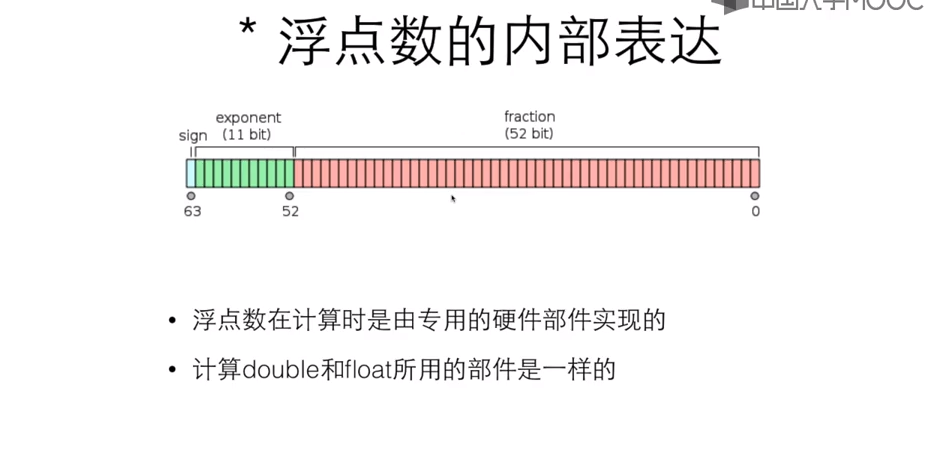 中国大学MOOC
* 浮点数的内部表达
exponent
fraction
sign
(11 bit)
(52 bit)
63
52
0
• 浮点数在计算时是由专用的硬件部件实现的
• 计算double和float所用的部件是一样的